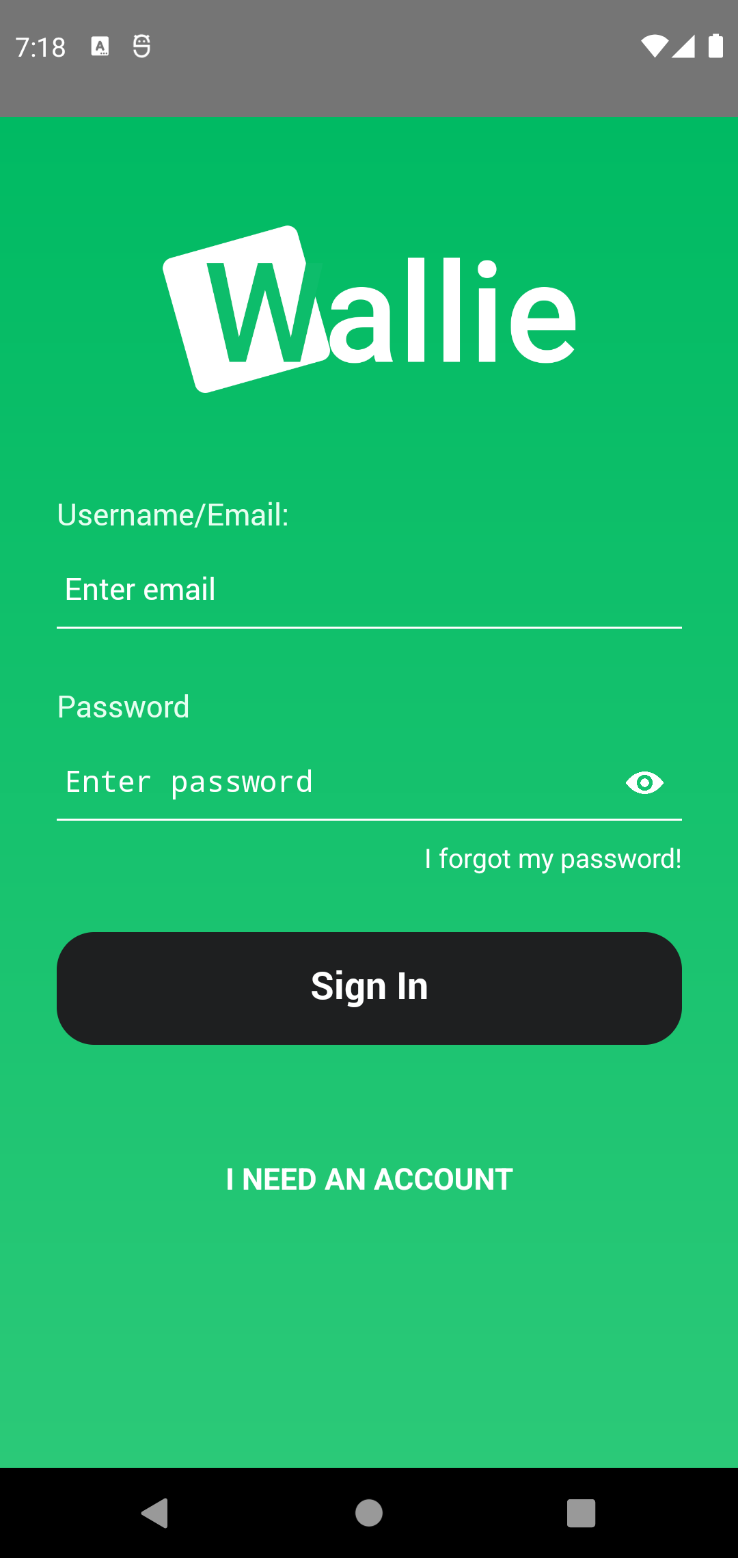 7:18
Wallie
Username/Email:
Enter email
Password
Enter password
I forgot my password!
Sign In
I NEED AN ACCOUNT